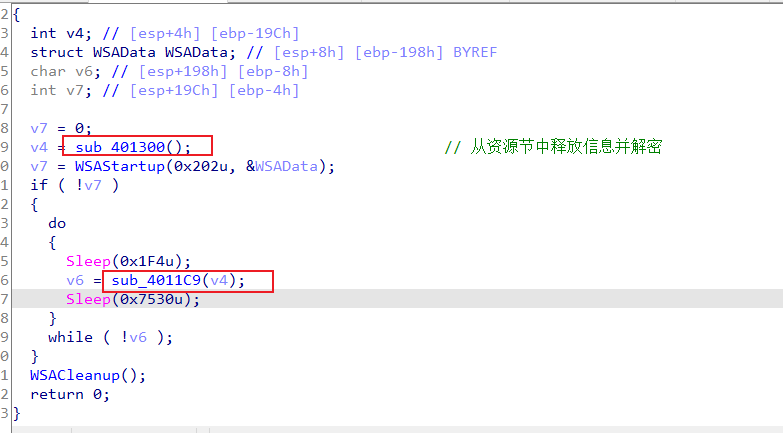 2 {
3 int v4; // [esp+4h] [ebp-19Ch]
4 struct WSAData WSAData; // [esp+8h] [ebp-198h] BYREF
5 char v6; // [esp+198h] [ebp-8h]
6 int v7; // [esp+19Ch] [ebp-4h]
7
8 v7 = 0;
9 v4 = sub_401300(); // 从资源节中释放信息并解密
0 v7 = WSAStartup(0x202u, &WSAData);
1 if ( !v7 )
2 {
3 do
4 {
5 Sleep(0x1F4u);
6 v6 = sub_4011C9(v4);
7 Sleep(0x7530u);
8 }
9 while ( !v6 );
0 }
1 WSACleanup();
2 return 0;
3 }